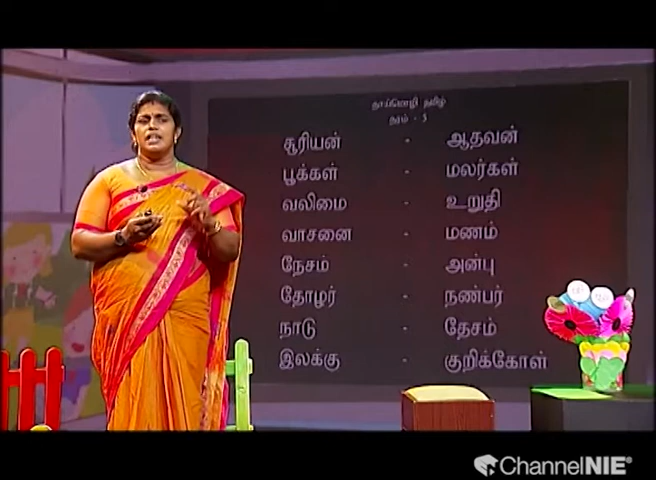 தாய்மொழி தமிழ்
தரம் - 5
சூரியன் - ஆதவன்
பூக்கள் - மலர்கள்
வலிமை - உறுதி
வாசனை - மணம்
நேசம் - அன்பு
தோழர் - நண்பர்
நாடு - தேசம்
இலக்கு - குறிக்கோள்
ChannelNIE®